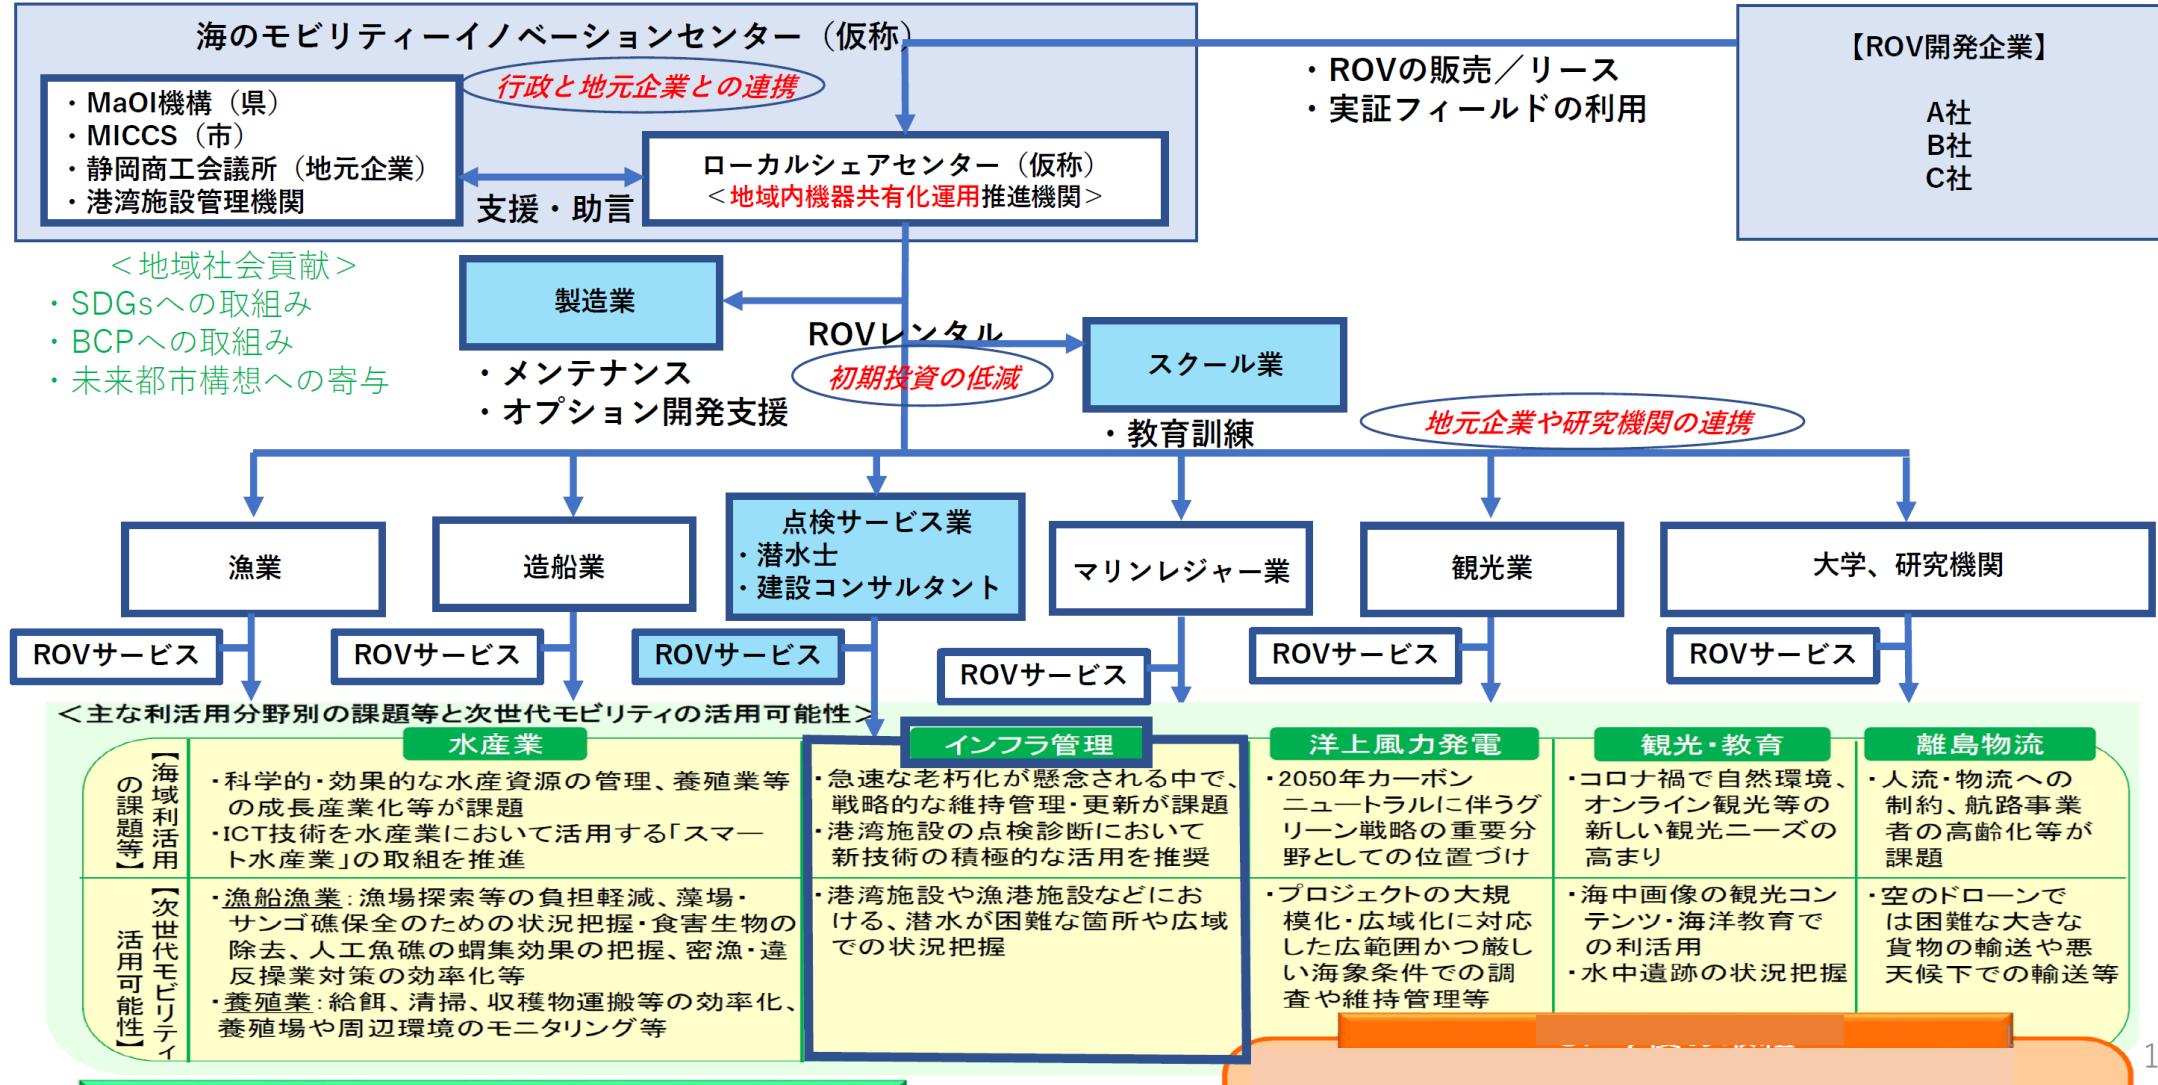 海のモビリティーイノベーションセンター（仮称）
行政と地元企業との連携
・MaOI機構（県）
・MICCS（市）
・静岡商工会議所（地元企業）
・港湾施設管理機関
支援・助言
ローカルシェアセンター（仮称）
＜地域内機器共有化運用推進機関＞
・ROVの販売／リース
・実証フィールドの利用
【ROV開発企業】
A社
B社
C社
＜地域社会貢献＞
・SDGsへの取組み
・BCPへの取組み
・未来都市構想への寄与
製造業
・メンテナンス
・オプション開発支援
ROVレンタル
初期投資の低減
スクール業
・教育訓練
地元企業や研究機関の連携
漁業
造船業
点検サービス業
・潜水士
・建設コンサルタント
マリンレジャー業
観光業
大学、研究機関
ROVサービス
ROVサービス
ROVサービス
ROVサービス
ROVサービス
ROVサービス
＜主な利活用分野別の課題等と次世代モビリティの活用可能性＞
水産業
インフラ管理
洋上風力発電
観光・教育
離島物流
【海域利活用
の課題等】
・科学的・効果的な水産資源の管理、養殖業等
の成長産業化等が課題
・ICT技術を水産業において活用する「スマー
ト水産業」の取組を推進
・急速な老朽化が懸念される中で、
戦略的な維持管理・更新が課題
・港湾施設の点検診断において
新技術の積極的な活用を推奨
・2050年カーボン
ニュートラルに伴うグ
リーン戦略の重要分
野としての位置づけ
・コロナ禍で自然環境、
オンライン観光等の
新しい観光ニーズの
高まり
・人流・物流への
制約、航路事業
者の高齢化等が
課題
【次世代モビリティ
活用可能性】
・漁船漁業：漁場探索等の負担軽減、藻場・
サンゴ礁保全のための状況把握・食害生物の
除去、人工魚礁の蝟集効果の把握、密漁・違
反操業対策の効率化等
・養殖業：給餌、清掃、収穫物運搬等の効率化、
養殖場や周辺環境のモニタリング等
・港湾施設や漁港施設などにお
ける、潜水が困難な箇所や広域
での状況把握
・プロジェクトの大規
模化・広域化に対応
した広範囲かつ厳し
い海象条件での調
査や維持管理等
・海中画像の観光コン
テンツ・海洋教育で
の利活用
・水中遺跡の状況把握
・空のドローンで
は困難な大きな
貨物の輸送や悪
天候下での輸送等
1
1